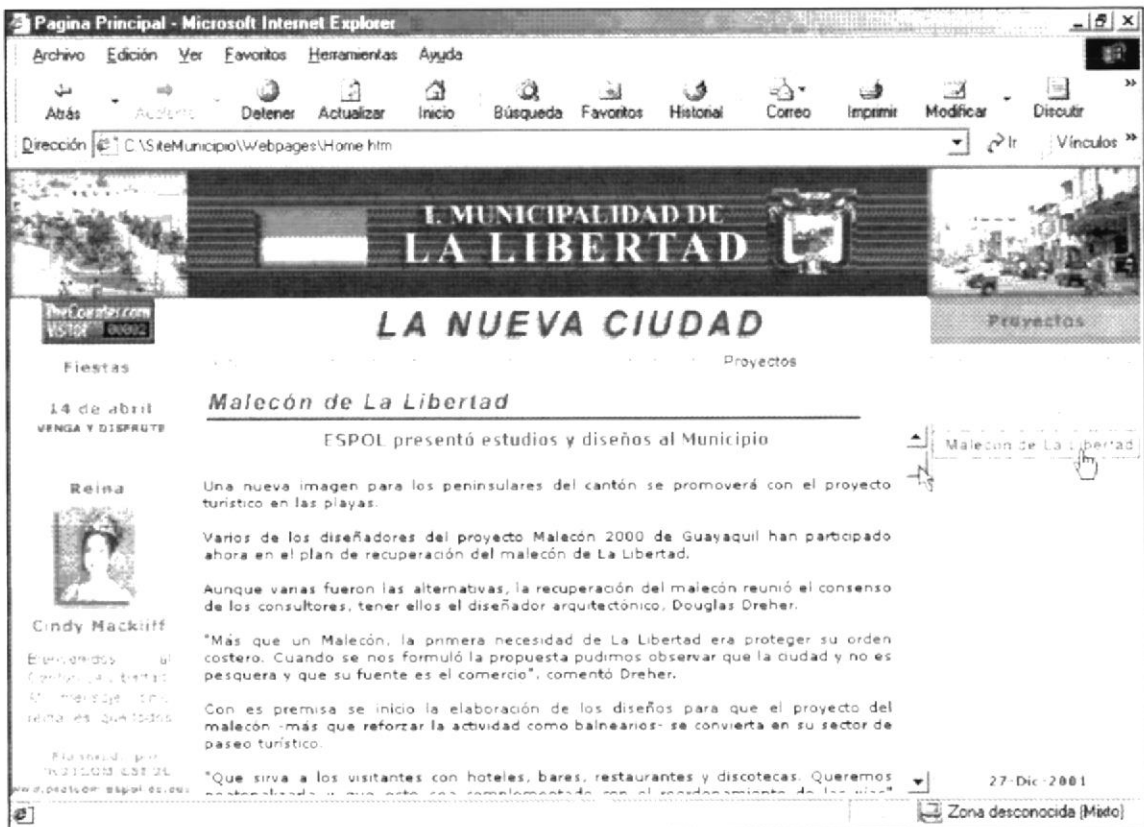 Pagina Principal - Microsoft Internet Explorer
Archivo Edición Ver Favoritos Herramientas Ayuda
Atrás Detener Actualizar Inicio Búsqueda Favoritos Historial Correo Imprimir Modificar Discutir »
Dirección C:\SiteMunicipio\Webpages\Home.htm Ir Vínculos »
I. MUNICIPALIDAD DE
LA LIBERTAD
TheCounter.com
VISITOR 00002
LA NUEVA CIUDAD
Proyectos
Proyectos
Fiestas
14 de abril
VENGA Y DISFRUTE
Reina
Cindy Mackliff
Malecón de La Libertad
ESPOL presentó estudios y diseños al Municipio
Una nueva imagen para los peninsulares del cantón se promoverá con el proyecto
turístico en las playas.
Varios de los diseñadores del proyecto Malecón 2000 de Guayaquil han participado
ahora en el plan de recuperación del malecón de La Libertad.
Aunque varias fueron las alternativas, la recuperación del malecón reunió el consenso
de los consultores, tener ellos el diseñador arquitectónico, Douglas Dreher.
"Más que un Malecón, la primera necesidad de La Libertad era proteger su orden
costero. Cuando se nos formuló la propuesta pudimos observar que la ciudad y no es
pesquera y que su fuente es el comercio", comentó Dreher.
Con es premisa se inicio la elaboración de los diseños para que el proyecto del
malecón -más que reforzar la actividad como balnearios- se convierta en su sector de
paseo turístico.
"Que sirva a los visitantes con hoteles, bares, restaurantes y discotecas. Queremos
Malecón de La Libertad
27-Dic-2001
Zona desconocida (Mixto)